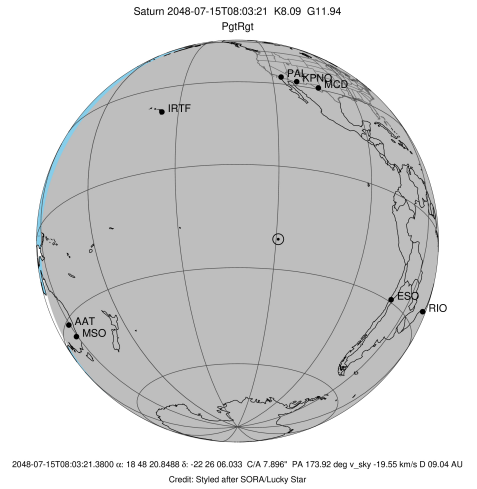 Saturn 2048-07-15T08:03:21 K8.09 G11.94
PgtRgt
PAL
KPNO
MCD
IRTF
ESO
RIO
AAT
MSO
2048-07-15T08:03:21.3800 α: 18 48 20.8488 δ: -22 26 06.033 C/A 7.896" PA 173.92 deg v_sky -19.55 km/s D 09.04 AU
Credit: Styled after SORA/Lucky Star